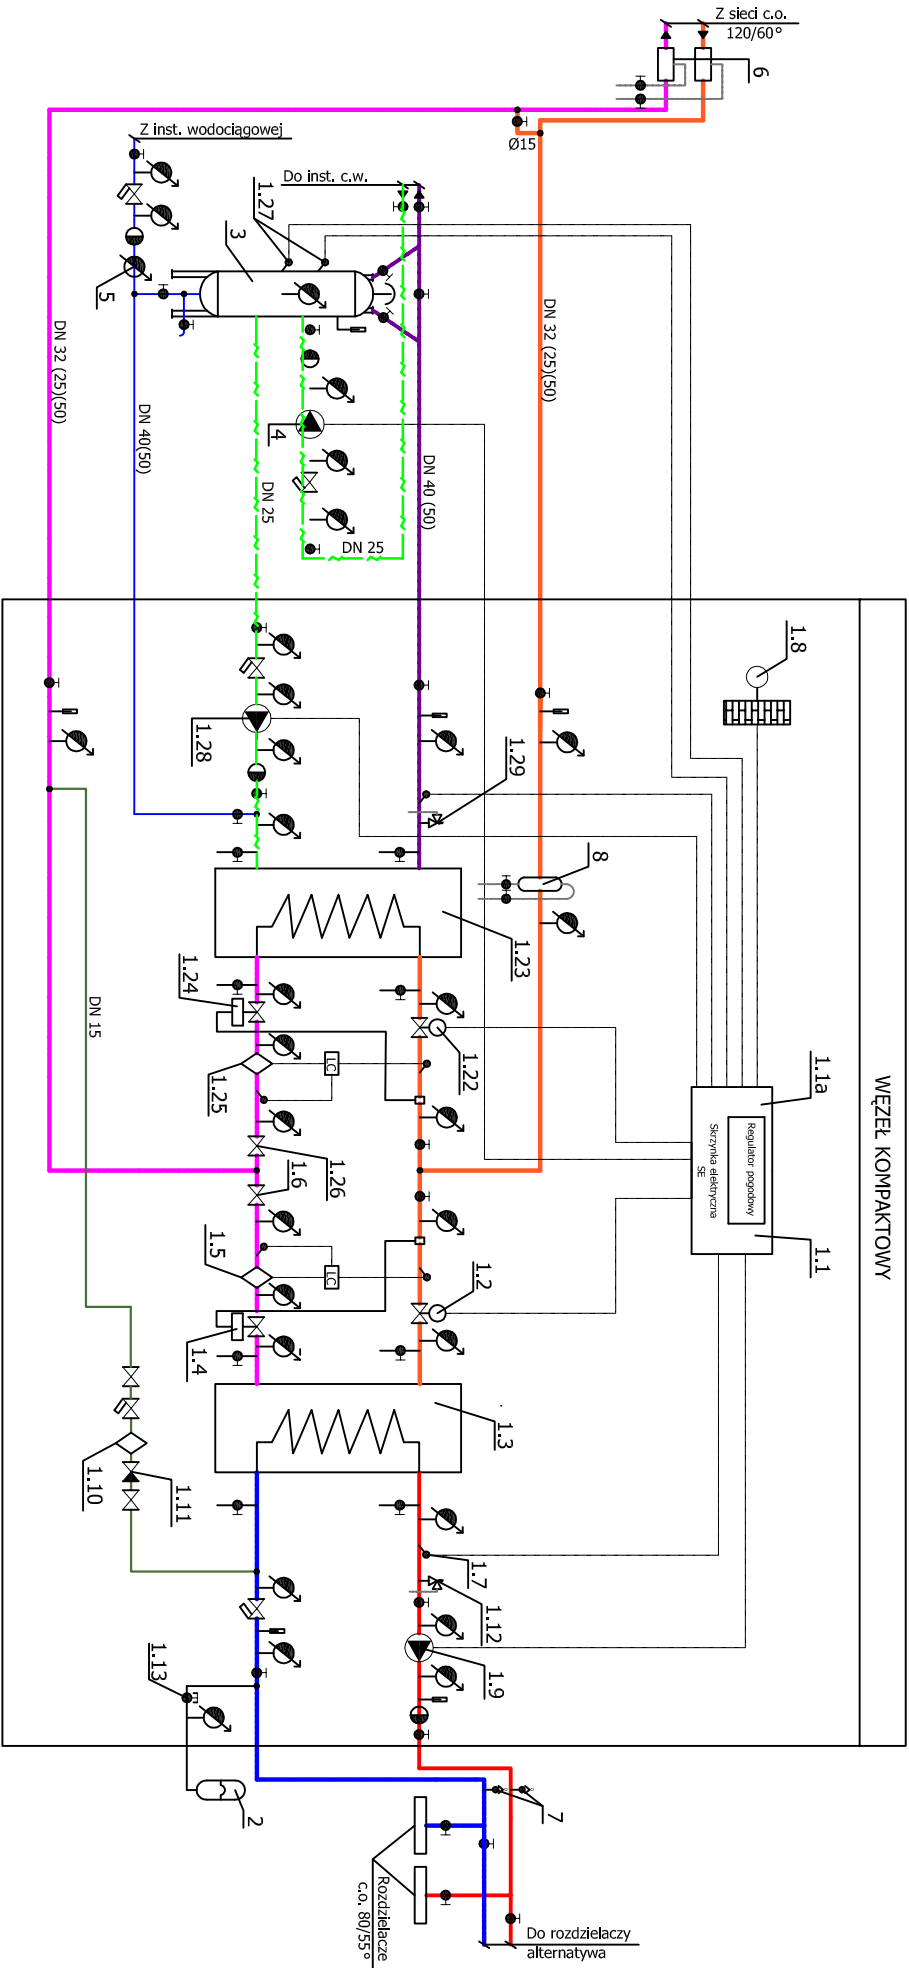 Z sieci c.o.
120/60°
6
Ø15
Z inst. wodociągowej
Do inst. c.w.
1.27
3
5
4
DN 32 (25)(50)
DN 40(50)
DN 25
DN 25
DN 40 (50)
DN 32 (25)(50)
WĘZEŁ KOMPAKTOWY
1.8
1.28
1.29
8
1.23
1.24
1.25
LC
1.22
1.26
1.6
1.1a
Regulator pogodowy
Skrzynka elektryczna
SE
1.1
DN 15
1.5
LC
1.2
1.4
1.3
1.10
1.11
1.7
1.12
1.9
1.13
2
7
Rozdzielacze
c.o. 80/55°
Do rozdzielaczy
alternatywa